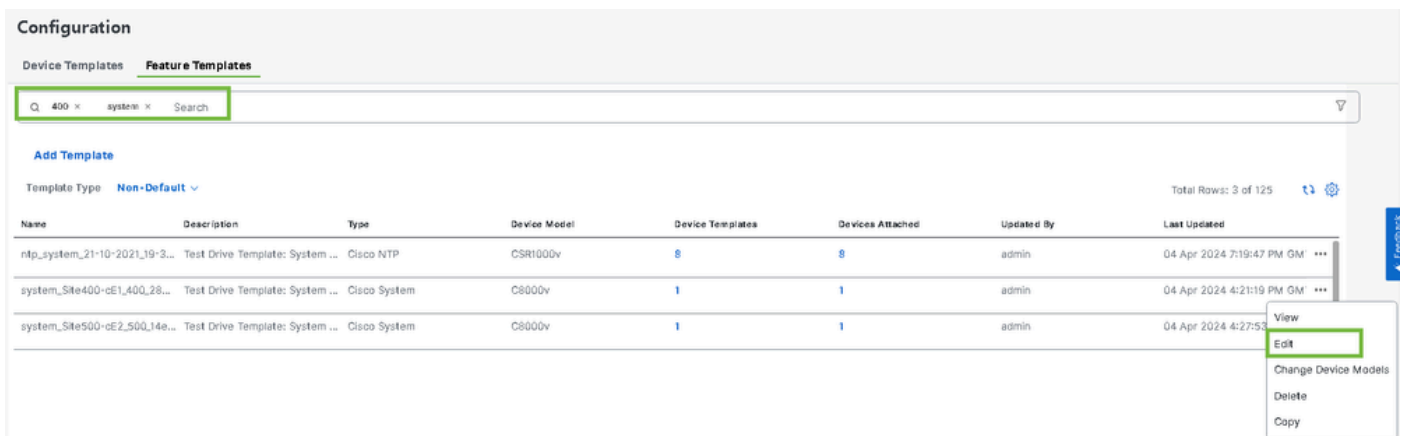 Configuration
Device Templates Feature Templates
400 × system × Search
Add Template
Template Type Non-Default
Total Rows: 3 of 125
Name Description Type Device Model Device Templates Devices Attached Updated By Last Updated
ntp_system_21-10-2021_19-3... Test Drive Template: System ... Cisco NTP CSR1000v 8 8 admin 04 Apr 2024 7:19:47 PM GM
system_Site400-cE1_400_28... Test Drive Template: System ... Cisco System C8000v 1 1 admin 04 Apr 2024 4:21:19 PM GM
system_Site500-cE2_500_14e... Test Drive Template: System ... Cisco System C8000v 1 1 admin 04 Apr 2024 4:27:53
View
Edit
Change Device Models
Delete
Copy
Feedback